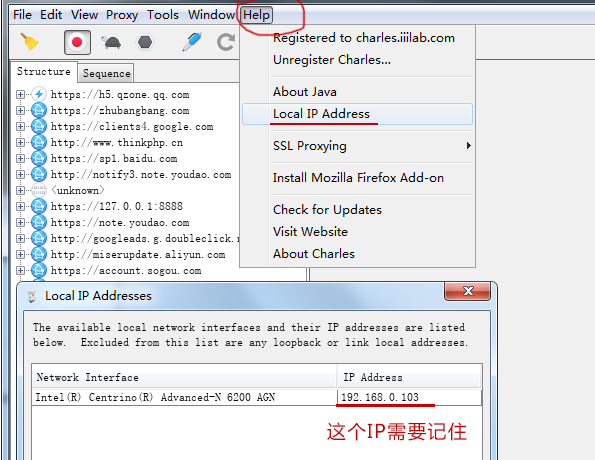 File Edit View Proxy Tools Window Help
Registered to charles.iiilab.com
Unregister Charles...
About Java
Local IP Address
SSL Proxying
Install Mozilla Firefox Add-on
Check for Updates
Visit Website
About Charles
Structure Sequence
https://h5.qzone.qq.com
https://zhubangbang.com
https://clients4.google.com
http://www.thinkphp.cn
https://sp1.baidu.com
http://notify3.note.youdao.com
<unknown>
https://127.0.0.1:8888
https://note.youdao.com
http://googleads.g.doubleclick.
http://miserupdate.aliyun.com
https://account.sogou.com
Local IP Addresses
The available local network interfaces and their IP addresses are listed
below. Excluded from this list are any loopback or link local addresses.
Network Interface IP Address
Intel(R) Centrino(R) Advanced-N 6200 AGN 192.168.0.103
这个IP需要记住